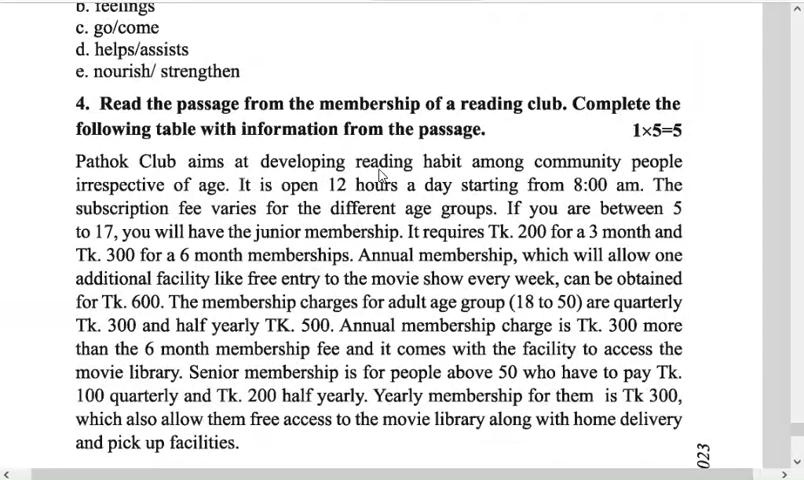 b. feelings
c. go/come
d. helps/assists
e. nourish/ strengthen
4. Read the passage from the membership of a reading club. Complete the
following table with information from the passage. 1×5=5
Pathok Club aims at developing reading habit among community people
irrespective of age. It is open 12 hours a day starting from 8:00 am. The
subscription fee varies for the different age groups. If you are between 5
to 17, you will have the junior membership. It requires Tk. 200 for a 3 month and
Tk. 300 for a 6 month memberships. Annual membership, which will allow one
additional facility like free entry to the movie show every week, can be obtained
for Tk. 600. The membership charges for adult age group (18 to 50) are quarterly
Tk. 300 and half yearly TK. 500. Annual membership charge is Tk. 300 more
than the 6 month membership fee and it comes with the facility to access the
movie library. Senior membership is for people above 50 who have to pay Tk.
100 quarterly and Tk. 200 half yearly. Yearly membership for them is Tk 300,
which also allow them free access to the movie library along with home delivery
and pick up facilities.
023